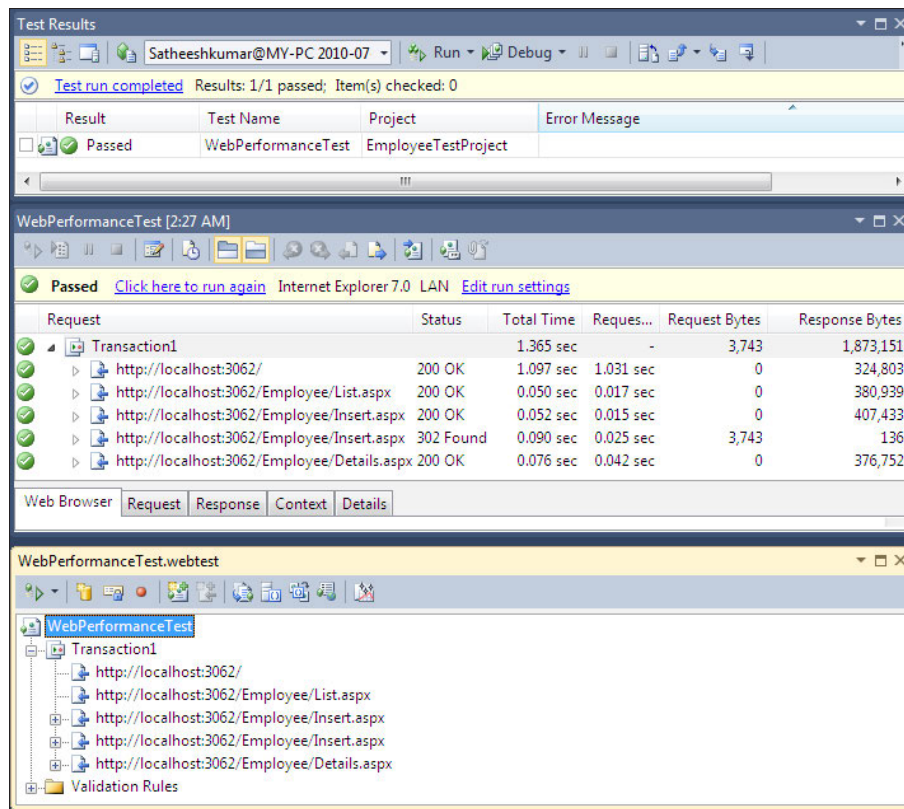 Test Results
Satheeshkumar@MY-PC 2010-07 Run Debug
Test run completed Results: 1/1 passed; Item(s) checked: 0
Result Test Name Project Error Message
Passed WebPerformanceTest EmployeeTestProject
WebPerformanceTest [2:27 AM]
Passed Click here to run again Internet Explorer 7.0 LAN Edit run settings
Request Status Total Time Reques... Request Bytes Response Bytes
Transaction1 1.365 sec - 3,743 1,873,151
http://localhost:3062/ 200 OK 1.097 sec 1.031 sec 0 324,803
http://localhost:3062/Employee/List.aspx 200 OK 0.050 sec 0.017 sec 0 380,939
http://localhost:3062/Employee/Insert.aspx 200 OK 0.052 sec 0.015 sec 0 407,433
http://localhost:3062/Employee/Insert.aspx 302 Found 0.090 sec 0.025 sec 3,743 136
http://localhost:3062/Employee/Details.aspx 200 OK 0.076 sec 0.042 sec 0 376,752
Web Browser Request Response Context Details
WebPerformanceTest.webtest
WebPerformanceTest
Transaction1
http://localhost:3062/
http://localhost:3062/Employee/List.aspx
http://localhost:3062/Employee/Insert.aspx
http://localhost:3062/Employee/Insert.aspx
http://localhost:3062/Employee/Details.aspx
Validation Rules